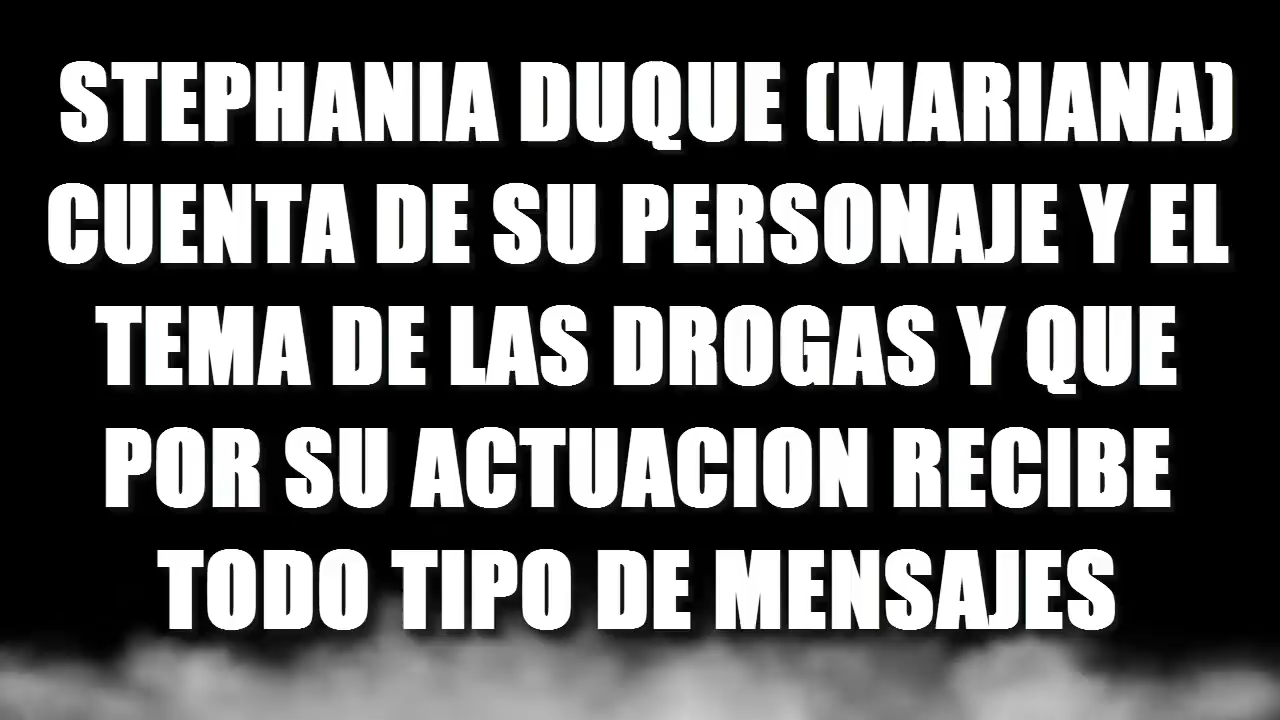 STEPHANIA DUQUE (MARIANA)
CUENTA DE SU PERSONAJE Y EL
TEMA DE LAS DROGAS Y QUE
POR SU ACTUACION RECIBE
TODO TIPO DE MENSAJES